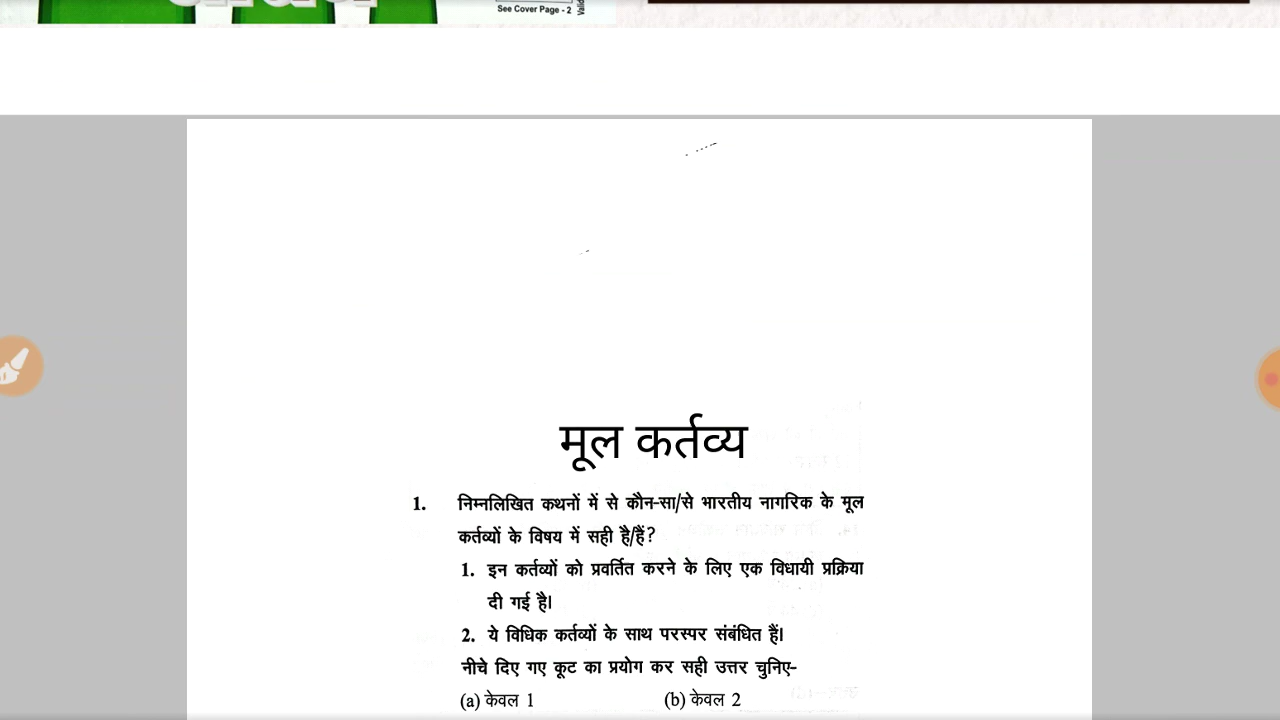 See Cover Page - 2
मूल कर्तव्य
1. निम्नलिखित कथनों में से कौन-सा/से भारतीय नागरिक के मूल
कर्तव्यों के विषय में सही है/हैं?
1. इन कर्तव्यों को प्रवर्तित करने के लिए एक विधायी प्रक्रिया
दी गई है।
2. ये विधिक कर्तव्यों के साथ परस्पर संबंधित हैं।
नीचे दिए गए कूट का प्रयोग कर सही उत्तर चुनिए-
(a) केवल 1 (b) केवल 2